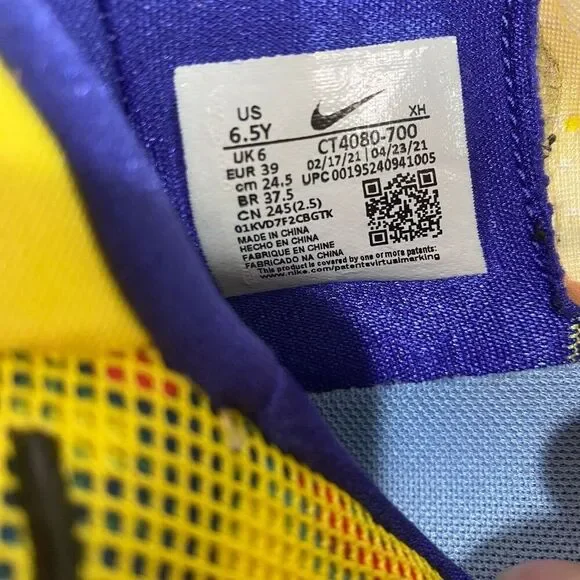 US
6.5Y
XH
UK 6
EUR 39
cm 24.5
BR 37.5
CN 245(2.5)
01KVD7F2CBGTK
CT4080-700
02/17/21 04/23/21
UPC 00195240941005
MADE IN CHINA
HECHO EN CHINA
FABRIQUE EN CHINE
FABRICADO NA CHINA
This product is covered by one or more patents:
www.nike.com/patentsvirtualmarking